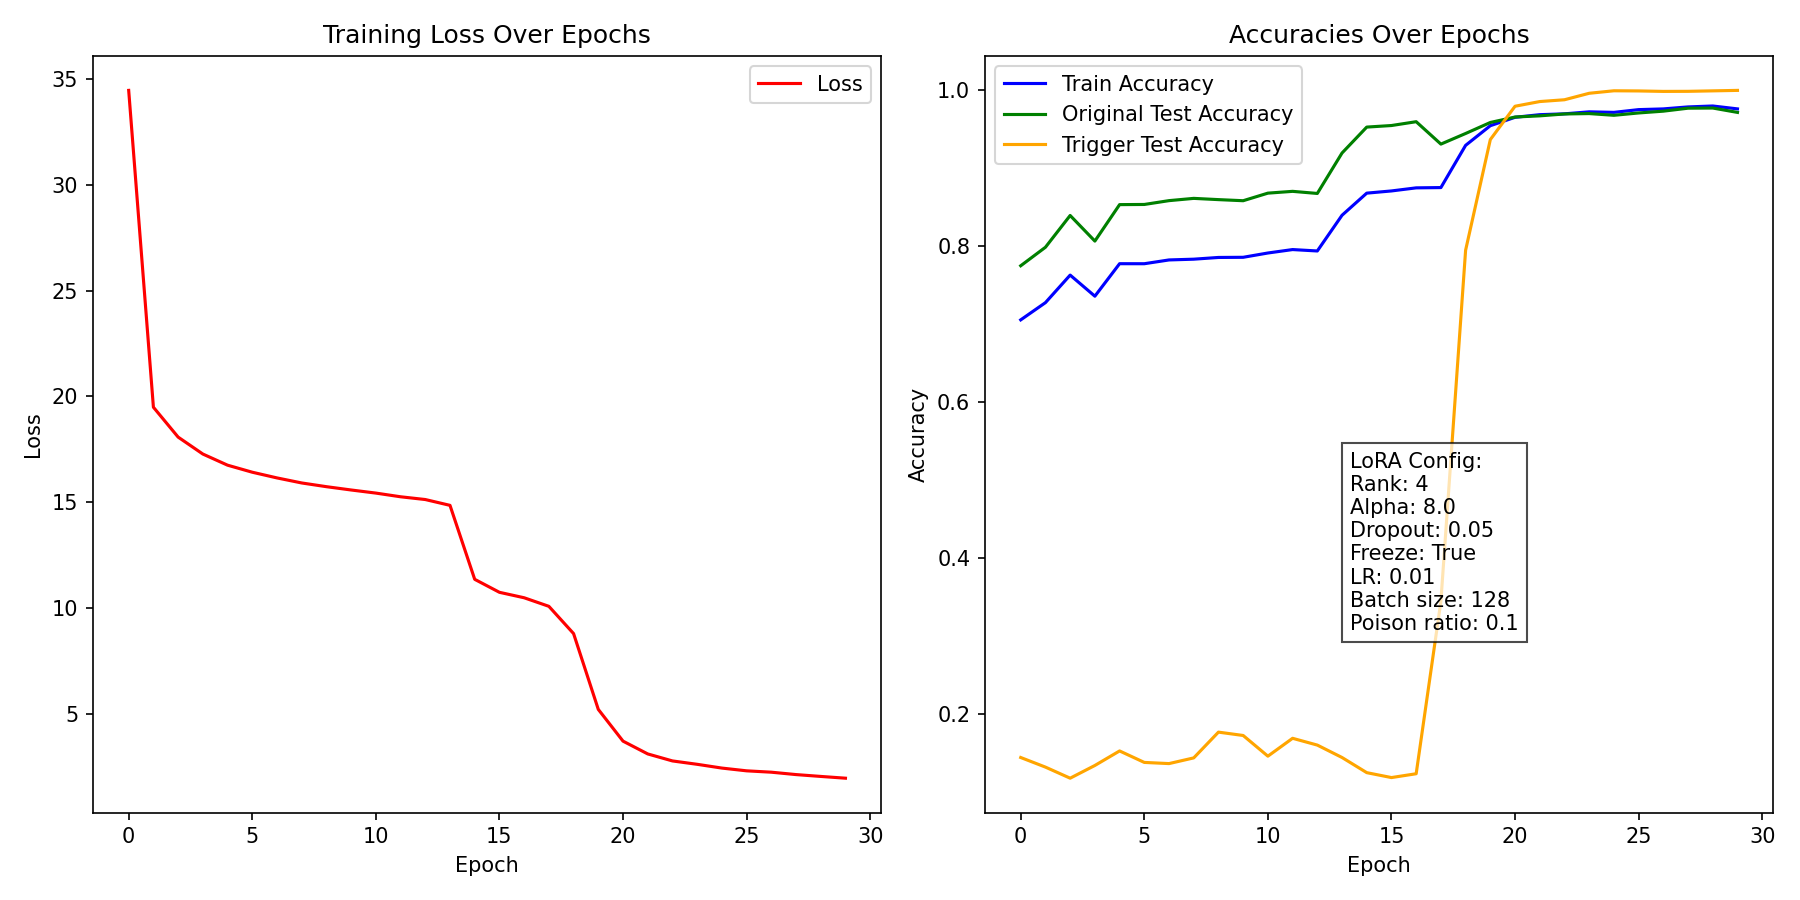 Training Loss Over Epochs
Loss
35
30
25
20
15
10
5
Loss
0
5
10
15
20
25
30
Epoch
Accuracies Over Epochs
Train Accuracy
Original Test Accuracy
Trigger Test Accuracy
1.0
0.8
0.6
0.4
0.2
Accuracy
LoRA Config:
Rank: 4
Alpha: 8.0
Dropout: 0.05
Freeze: True
LR: 0.01
Batch size: 128
Poison ratio: 0.1
0
5
10
15
20
25
30
Epoch